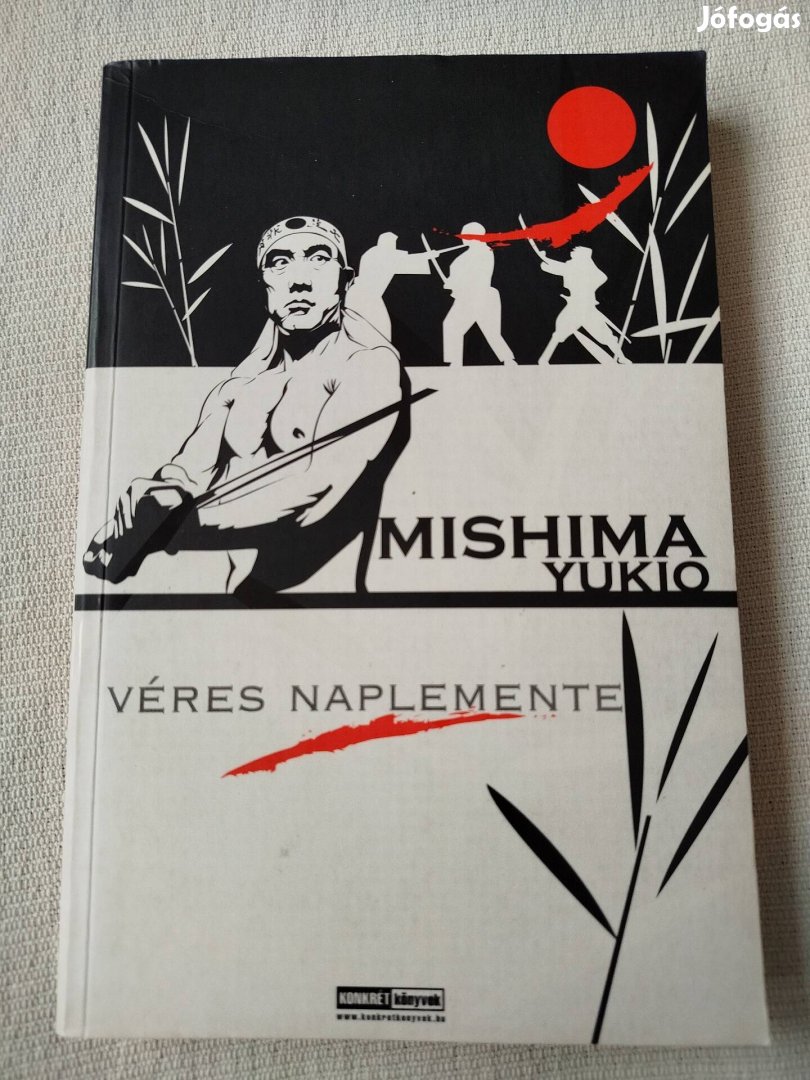 Jófogás
MISHIMA
YUKIO
VÉRES NAPLEMENTE
KONKRÉT könyvek
www.konkretkonyvek.hu